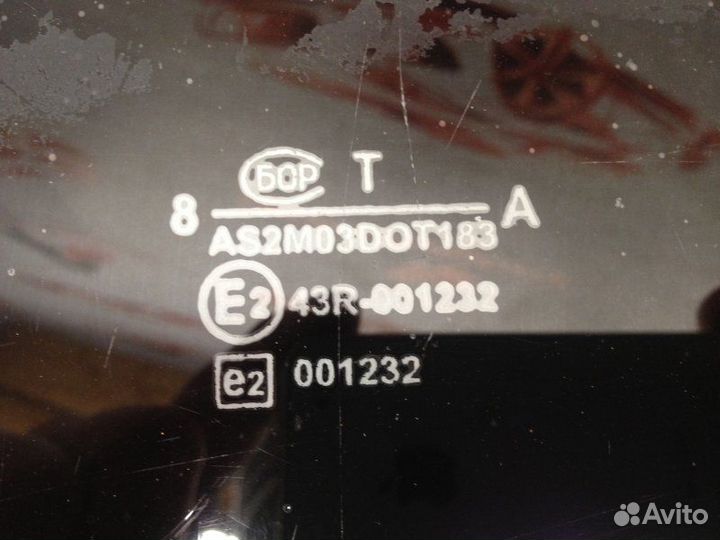 БОР Т
8 А
AS2M03DOT183
E2 43R-001232
e2 001232
Avito